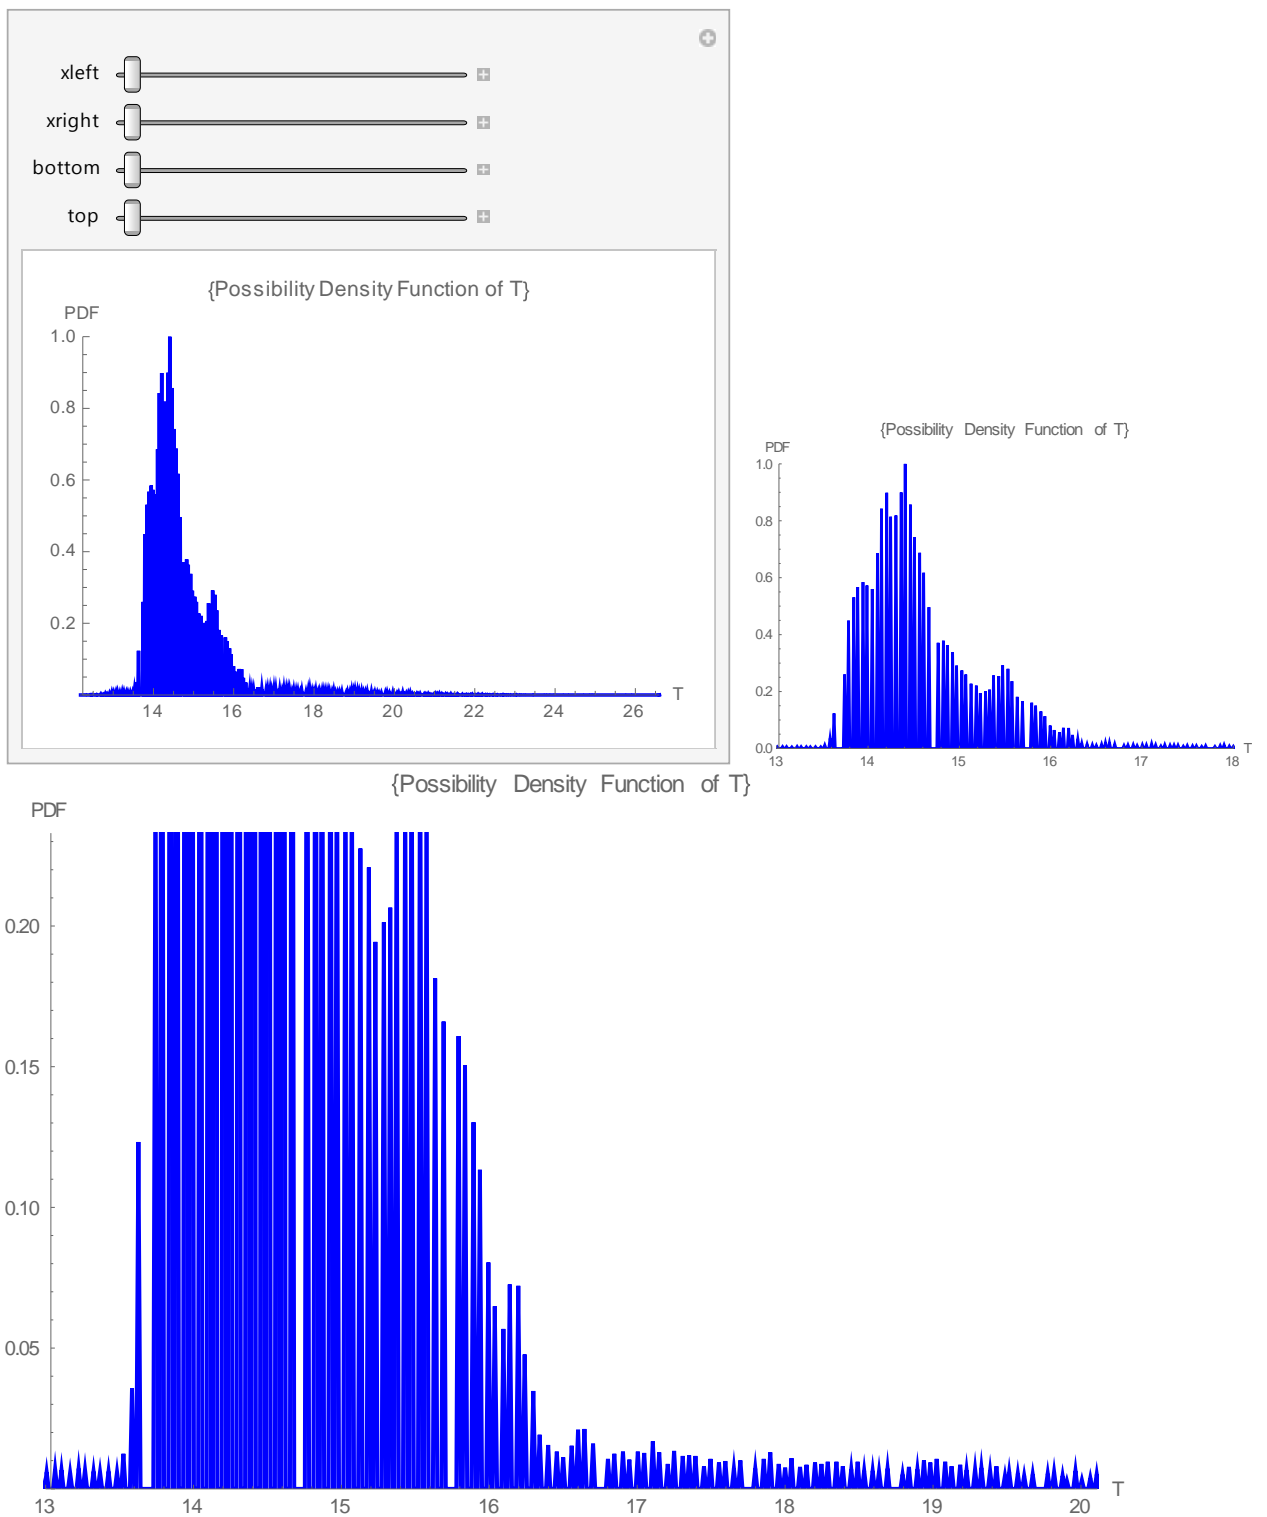 xleft
xright
bottom
top
{Possibility Density Function of T}
PDF
1.0
0.8
0.6
0.4
0.2
T
14 16 18 20 22 24 26
{Possibility Density Function of T}
PDF
1.0
0.8
0.6
0.4
0.2
0.0
T
13 14 15 16 17 18
{Possibility Density Function of T}
PDF
0.20
0.15
0.10
0.05
T
13 14 15 16 17 18 19 20